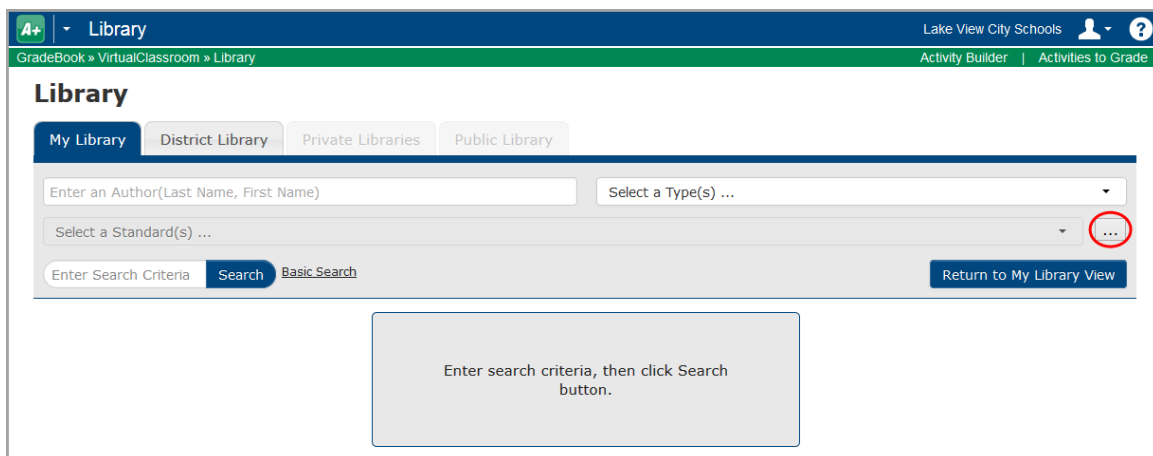 A+ Library Lake View City Schools ?
GradeBook » VirtualClassroom » Library Activity Builder | Activities to Grade
Library
My Library District Library Private Libraries Public Library
Enter an Author(Last Name, First Name) Select a Type(s) ...
Select a Standard(s) ... ...
Enter Search Criteria Search Basic Search Return to My Library View
Enter search criteria, then click Search
button.